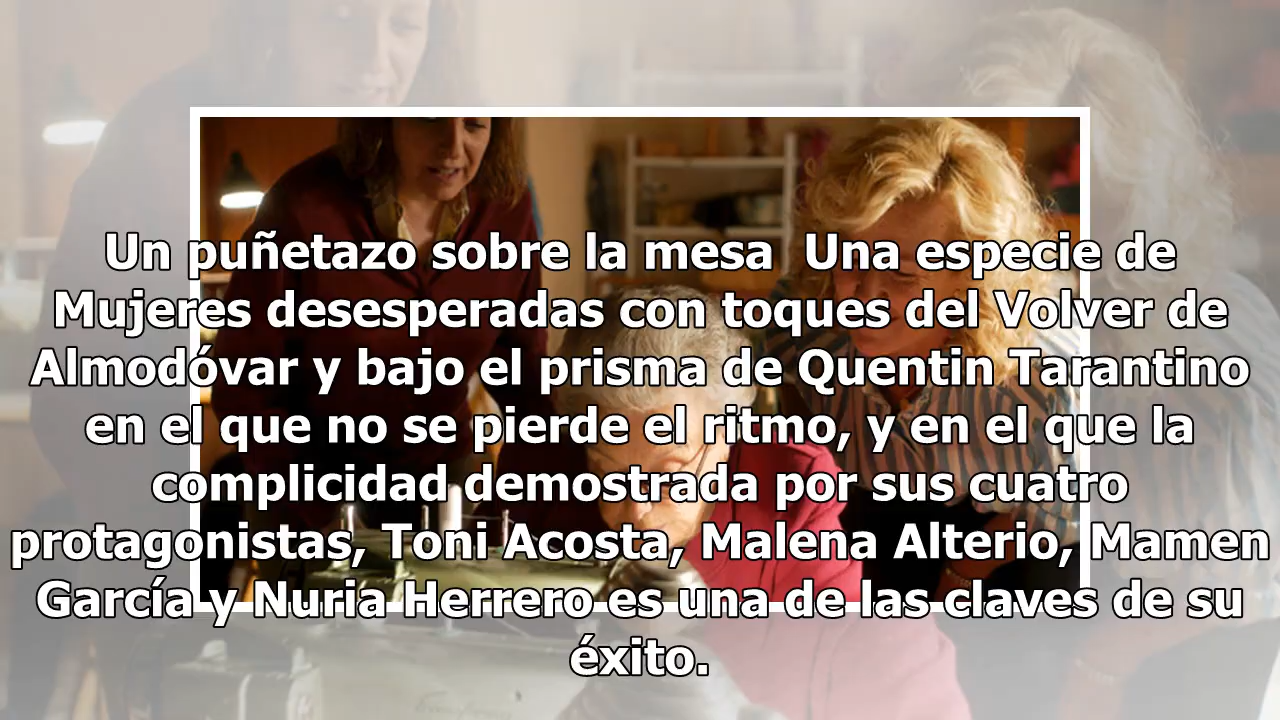 Un puñetazo sobre la mesa  Una especie de
Mujeres desesperadas con toques del Volver de
Almodóvar y bajo el prisma de Quentin Tarantino
en el que no se pierde el ritmo, y en el que la
complicidad demostrada por sus cuatro
protagonistas, Toni Acosta, Malena Alterio, Mamen
García y Nuria Herrero es una de las claves de su
éxito.